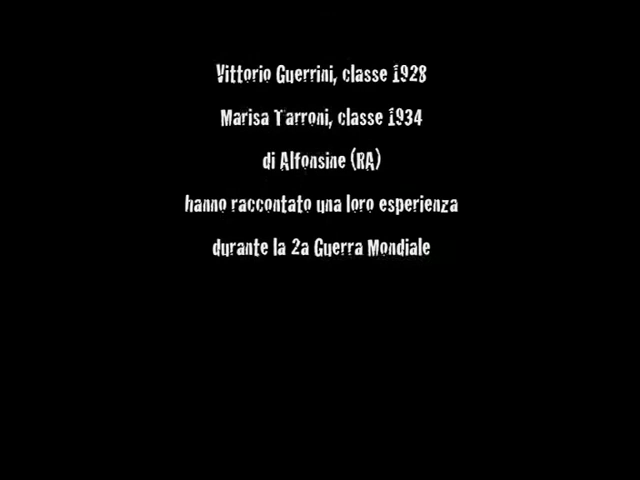 Vittorio Guerrini, classe 1928
Marisa Tarroni, classe 1934
di Alfonsine (RA)
hanno raccontato una loro esperienza
durante la 2a Guerra Mondiale